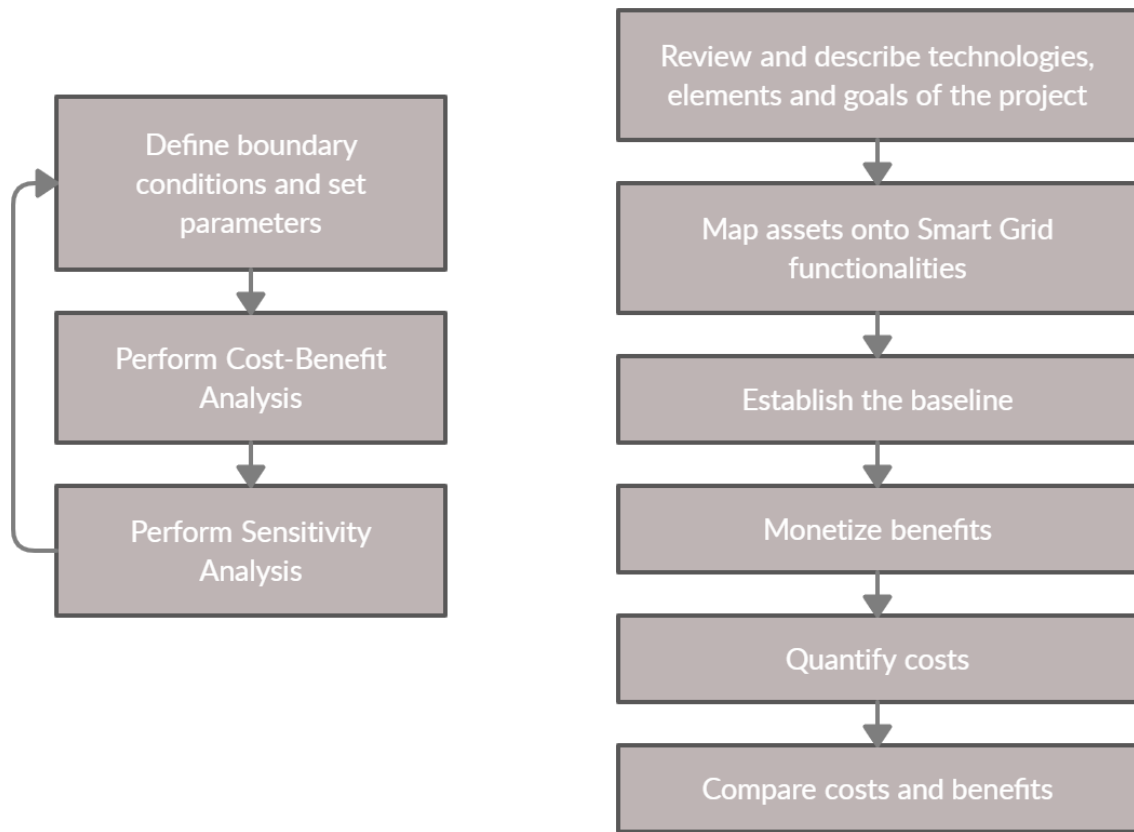 Define boundary
conditions and set
parameters
Perform Cost-Benefit
Analysis
Perform Sensitivity
Analysis
Review and describe technologies,
elements and goals of the project
Map assets onto Smart Grid
functionalities
Establish the baseline
Monetize benefits
Quantify costs
Compare costs and benefits